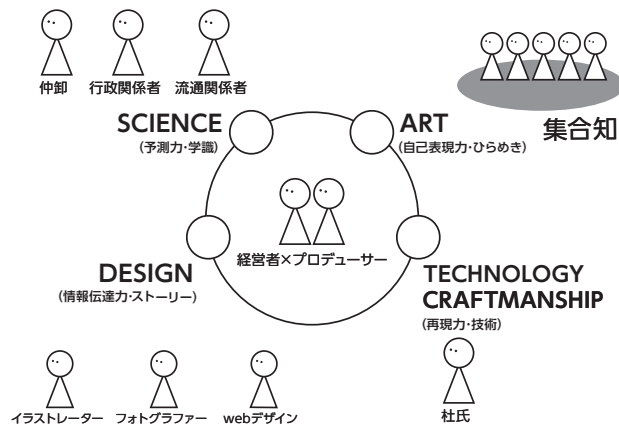 仲卸
行政関係者
流通関係者
集合知
SCIENCE
(予測力・学識)
ART
(自己表現力・ひらめき)
経営者×プロデューサー
DESIGN
(情報伝達力・ストーリー)
TECHNOLOGY
CRAFTMANSHIP
(再現力・技術)
イラストレーター
フォトグラファー
webデザイン
杜氏